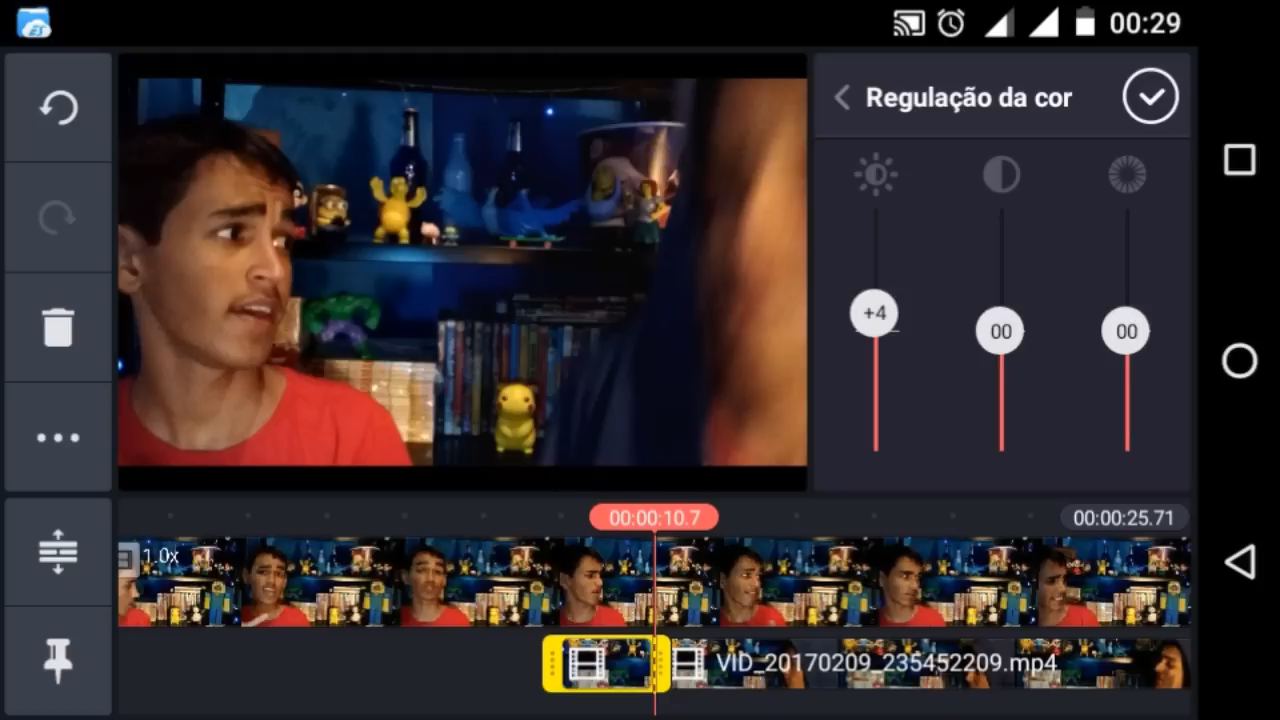 00:29
Regulação da cor
+4
00
00
00:00:10.7
00:00:25.71
1.0x
VID_20170209_235452209.mp4